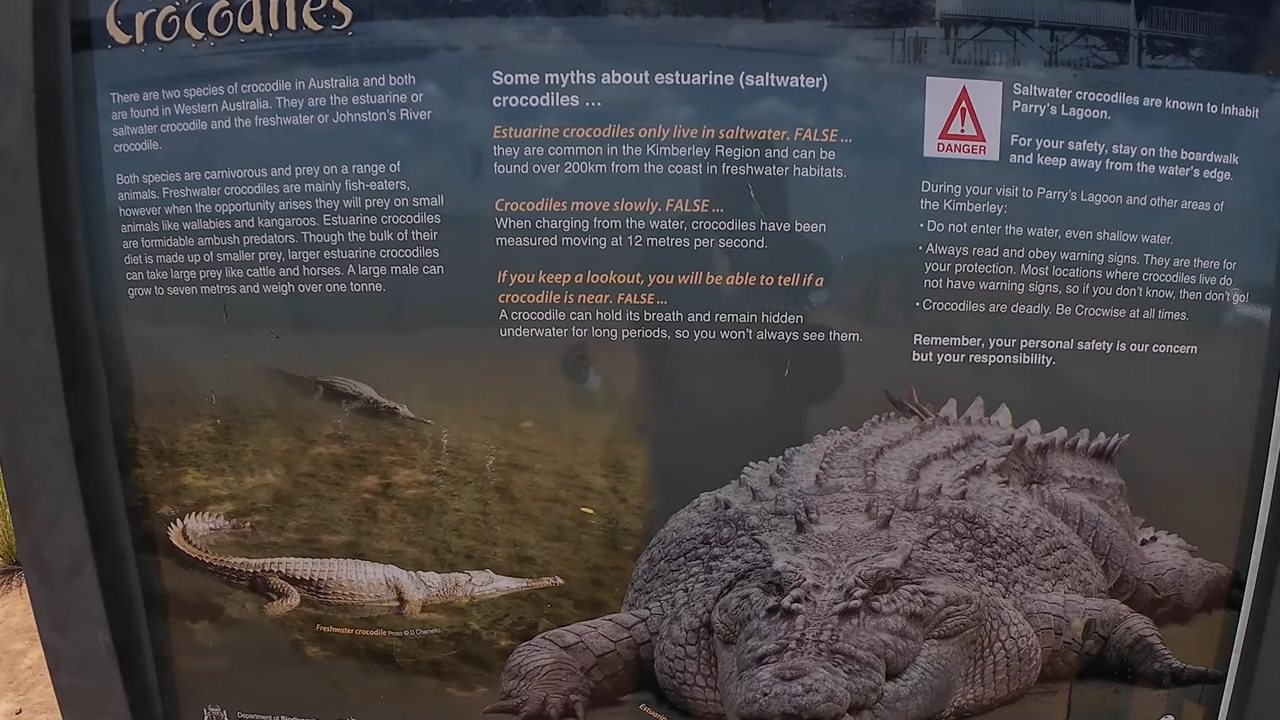 Crocodiles
There are two species of crocodile in Australia and both
are found in Western Australia. They are the estuarine or
saltwater crocodile and the freshwater or Johnston's River
crocodile.
Both species are carnivorous and prey on a range of
animals. Freshwater crocodiles are mainly fish-eaters,
however when the opportunity arises they will prey on small
animals like wallabies and kangaroos. Estuarine crocodiles
are formidable ambush predators. Though the bulk of their
diet is made up of smaller prey, larger estuarine crocodiles
can take large prey like cattle and horses. A large male can
grow to seven metres and weigh over one tonne.
Some myths about estuarine (saltwater)
crocodiles ...
Estuarine crocodiles only live in saltwater. FALSE ...
they are common in the Kimberley Region and can be
found over 200km from the coast in freshwater habitats.
Crocodiles move slowly. FALSE ...
When charging from the water, crocodiles have been
measured moving at 12 metres per second.
If you keep a lookout, you will be able to tell if a
crocodile is near. FALSE ...
A crocodile can hold its breath and remain hidden
underwater for long periods, so you won't always see them.
DANGER
Saltwater crocodiles are known to inhabit
Parry's Lagoon.
For your safety, stay on the boardwalk
and keep away from the water's edge.
During your visit to Parry's Lagoon and other areas of
the Kimberley:
• Do not enter the water, even shallow water.
• Always read and obey warning signs. They are there for
your protection. Most locations where crocodiles live do
not have warning signs, so if you don't know, then don't go!
• Crocodiles are deadly. Be Crocwise at all times.
Remember, your personal safety is our concern
but your responsibility.
Freshwater crocodile Photo © D Chemello
Department of